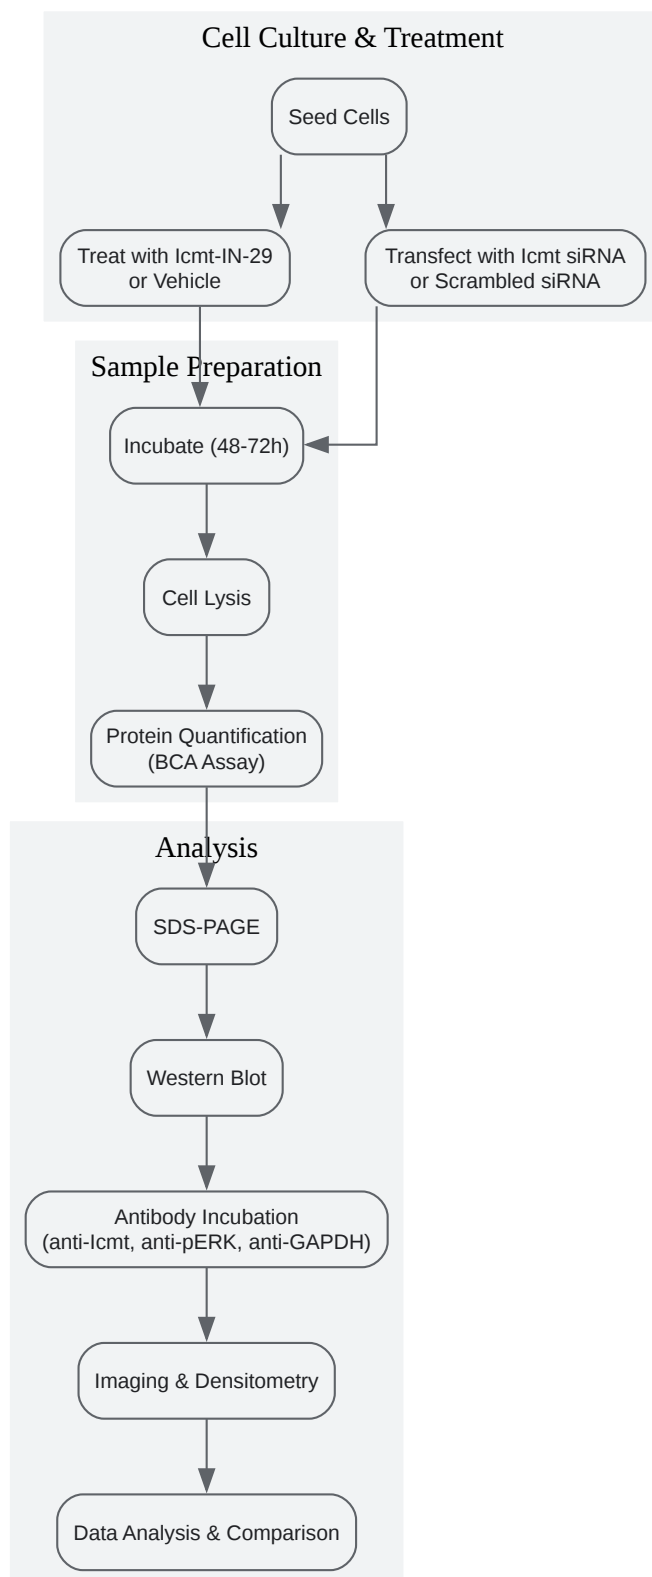 Cell Culture & Treatment
Seed Cells
Treat with Icmt-IN-29
or Vehicle
Transfect with Icmt siRNA
or Scrambled siRNA
Sample Preparation
Incubate (48-72h)
Cell Lysis
Protein Quantification
(BCA Assay)
Analysis
SDS-PAGE
Western Blot
Antibody Incubation
(anti-Icmt, anti-pERK, anti-GAPDH)
Imaging & Densitometry
Data Analysis & Comparison